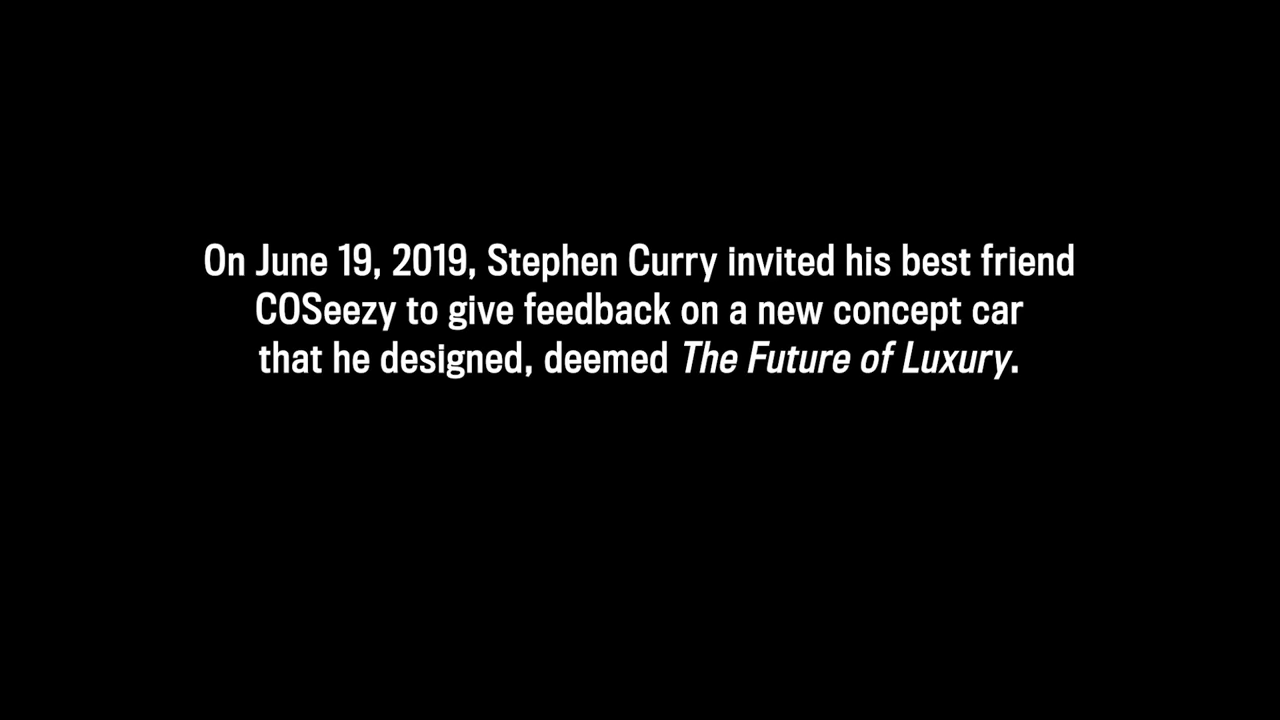 On June 19, 2019, Stephen Curry invited his best friend
COSeezy to give feedback on a new concept car
that he designed, deemed The Future of Luxury.